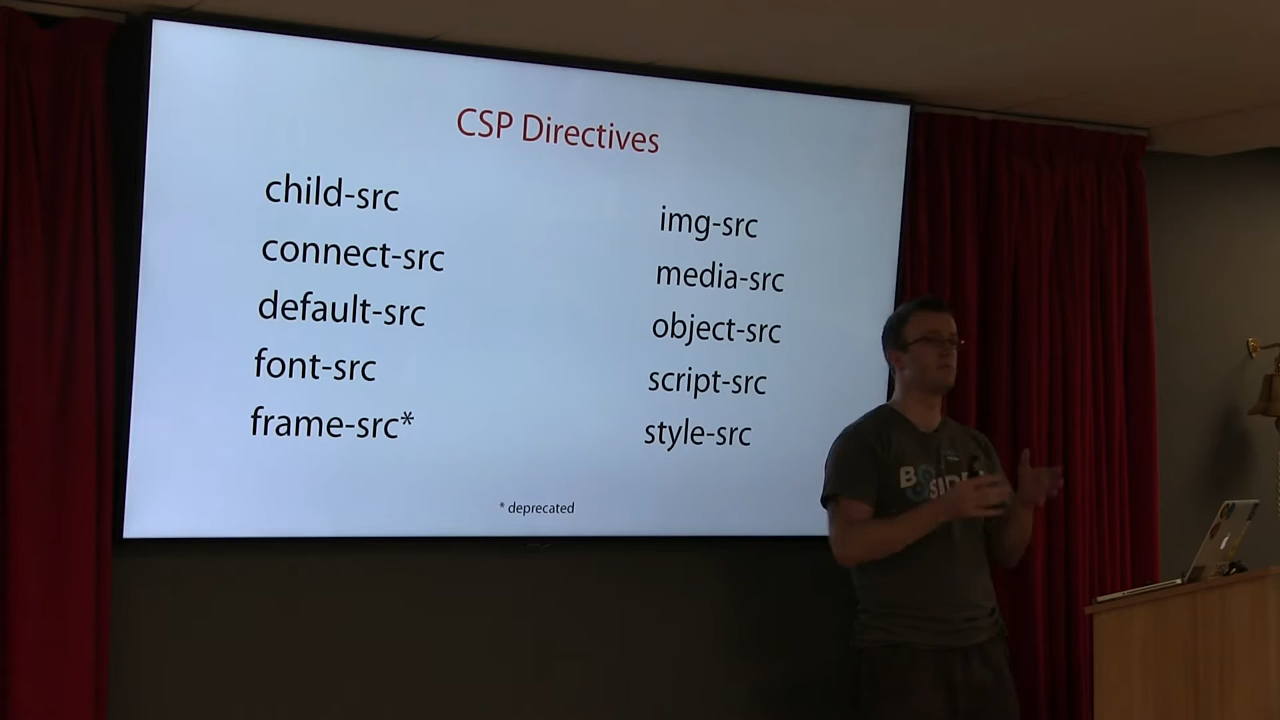 CSP Directives
child-src
connect-src
default-src
font-src
frame-src*
img-src
media-src
object-src
script-src
style-src
* deprecated